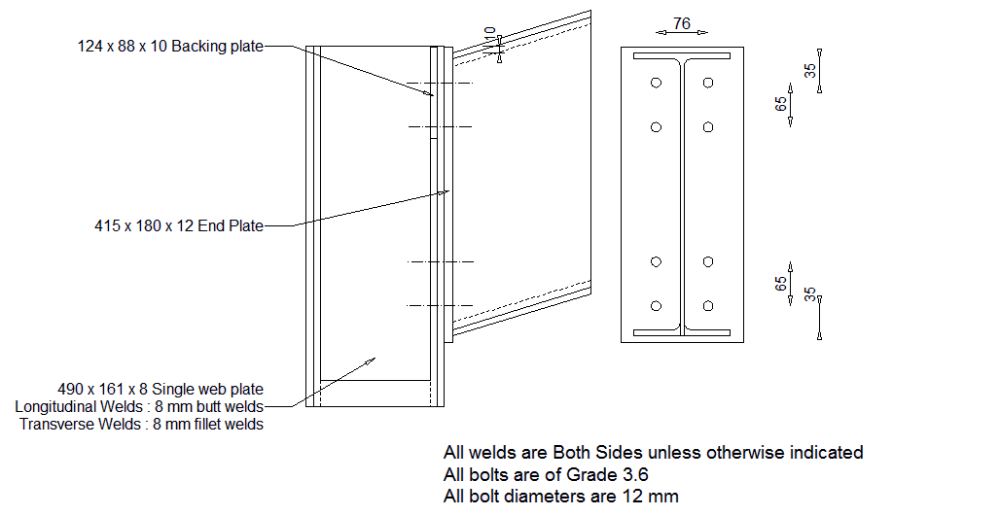 124 x 88 x 10 Backing plate
10
76
35
65
415 x 180 x 12 End Plate
65
35
490 x 161 x 8 Single web plate
Longitudinal Welds : 8 mm butt welds
Transverse Welds : 8 mm fillet welds
All welds are Both Sides unless otherwise indicated
All bolts are of Grade 3.6
All bolt diameters are 12 mm